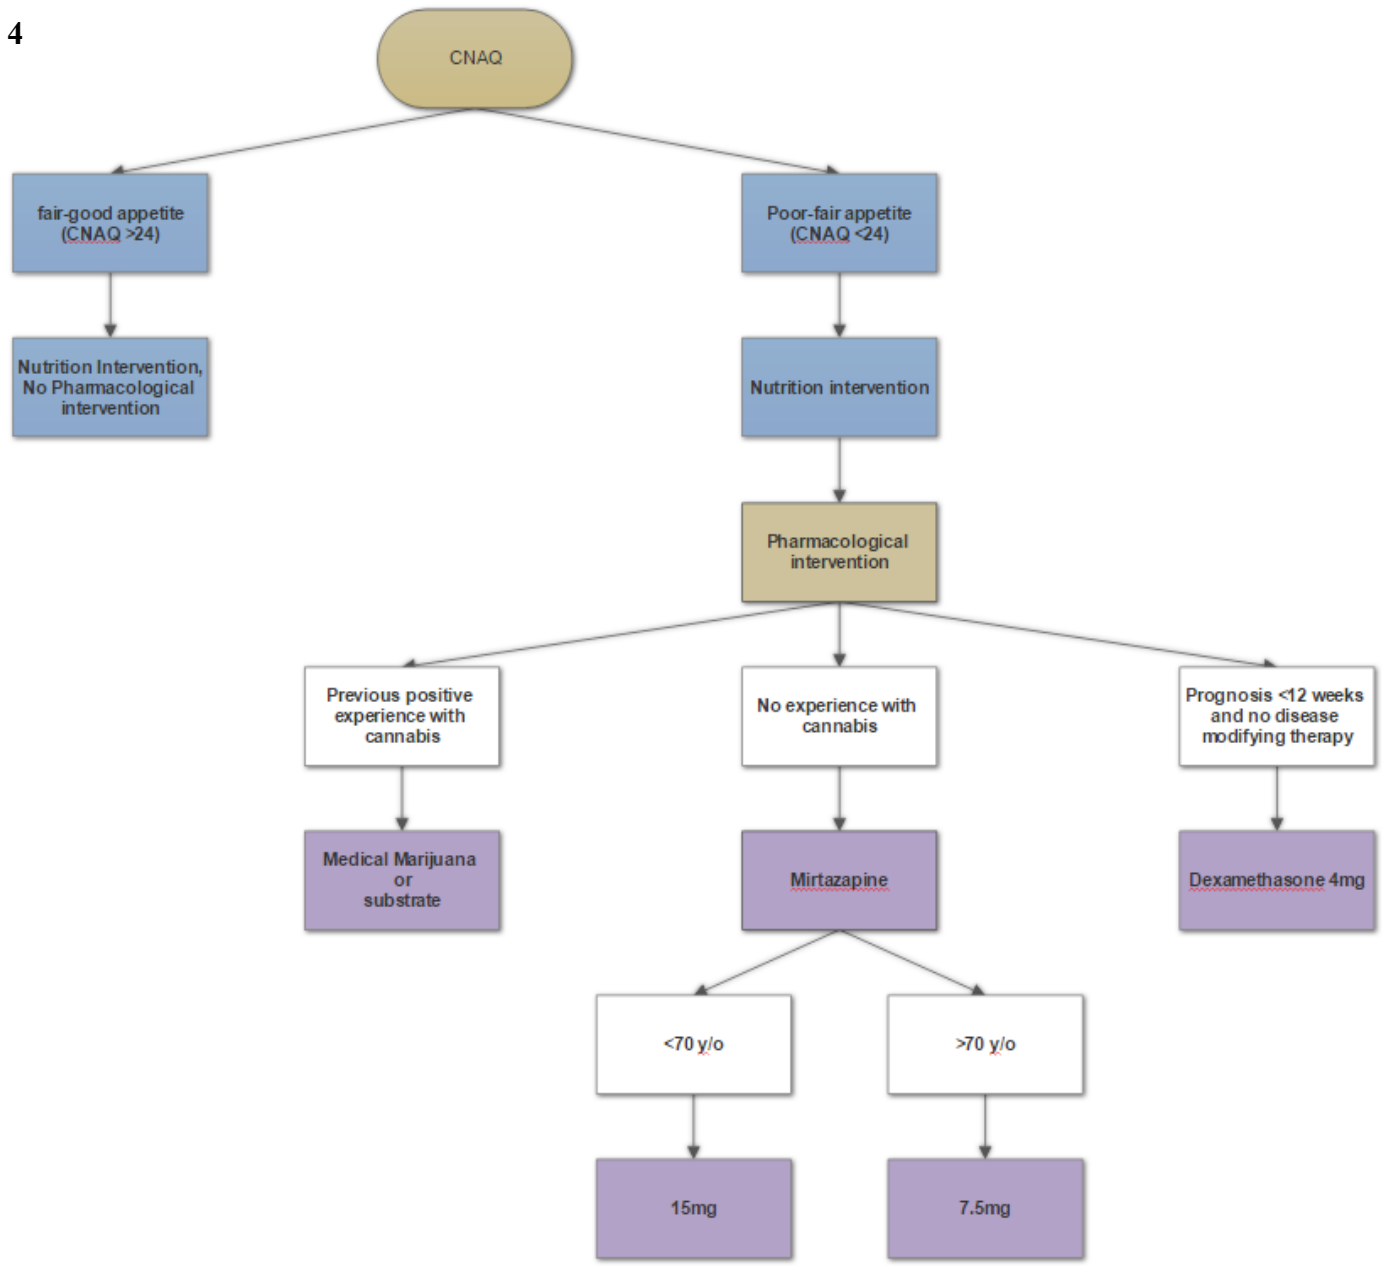 4
CNAQ
fair-good appetite
(CNAQ >24)
Poor-fair appetite
(CNAQ <24)
Nutrition Intervention,
No Pharmacological
intervention
Nutrition intervention
Pharmacological
intervention
Previous positive
experience with
cannabis
No experience with
cannabis
Prognosis <12 weeks
and no disease
modifying therapy
Medical Marijuana
or
substrate
Mirtazapine
Dexamethasone 4mg
<70 y/o
>70 y/o
15mg
7.5mg